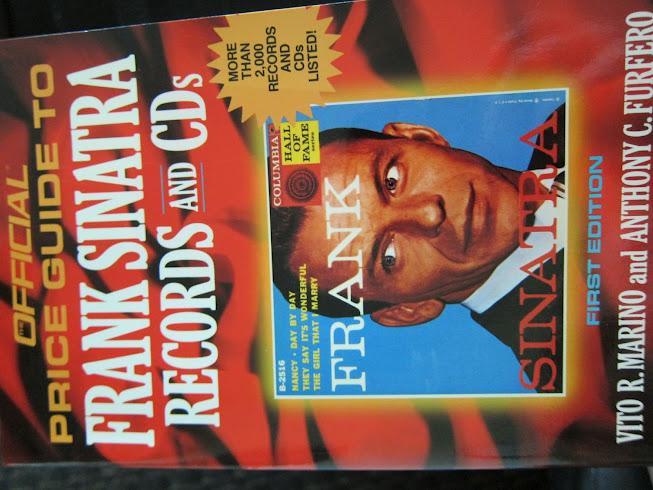 THE OFFICIAL
PRICE GUIDE TO
FRANK SINATRA
RECORDS AND CDs
MORE
THAN
2,000
RECORDS
AND
CDs
LISTED!
COLUMBIA
HALL
OF
FAME
series
B-2516
NANCY • DAY BY DAY
THEY SAY IT'S WONDERFUL
THE GIRL THAT I MARRY
FRANK
SINATRA
FIRST EDITION
VITO R. MARINO and ANTHONY C. FURFERO